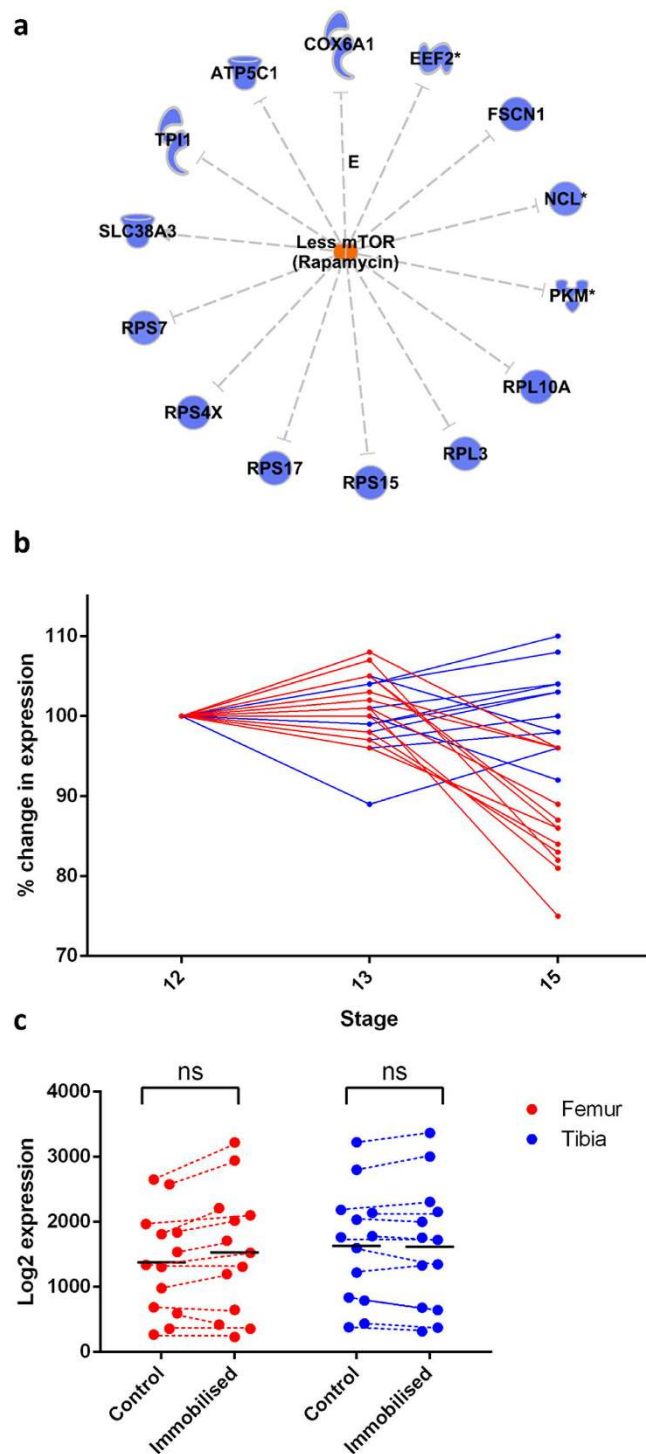 a
COX6A1
EEF2*
ATP5C1
FSCN1
TPI1
E
NCL*
SLC38A3
Less mTOR
(Rapamycin)
PKM*
RPS7
RPL10A
RPS4X
RPL3
RPS17
RPS15
b
110
100
90
80
70
% change in expression
12
13
15
Stage
c
ns
ns
4000
3000
2000
1000
0
Log2 expression
Femur
Tibia
Control
Immobilised
Control
Immobilised